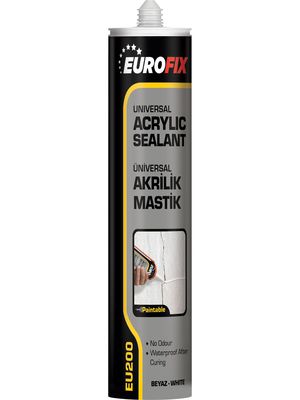 EUROFIX
UNIVERSAL
ACRYLIC
SEALANT
ÜNİVERSAL
AKRİLİK
MASTİK
Paintable
EU200
• No Odour
• Waterproof After
Curing
BEYAZ - WHITE